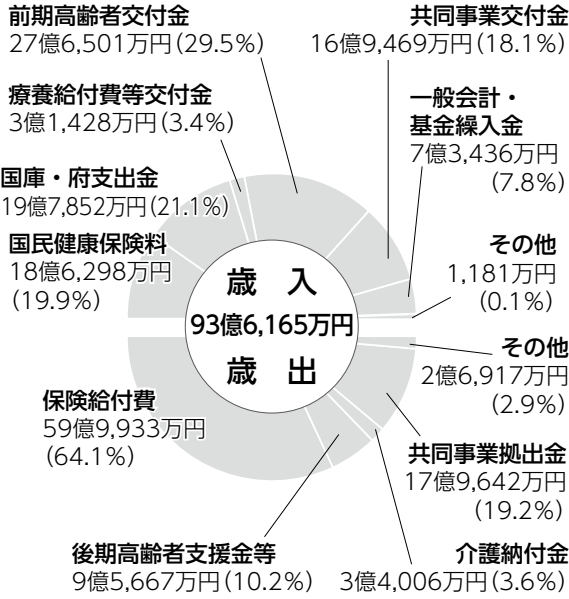 前期高齢者交付金
27億6,501万円(29.5%)
共同事業交付金
16億9,469万円(18.1%)
療養給付費等交付金
3億1,428万円(3.4%)
一般会計・
基金繰入金
7億3,436万円
(7.8%)
国庫・府支出金
19億7,852万円(21.1%)
国民健康保険料
18億6,298万円
(19.9%)
その他
1,181万円
(0.1%)
歳 入
93億6,165万円
歳 出
その他
2億6,917万円
(2.9%)
保険給付費
59億9,933万円
(64.1%)
共同事業拠出金
17億9,642万円
(19.2%)
後期高齢者支援金等
9億5,667万円(10.2%)
介護納付金
3億4,006万円(3.6%)